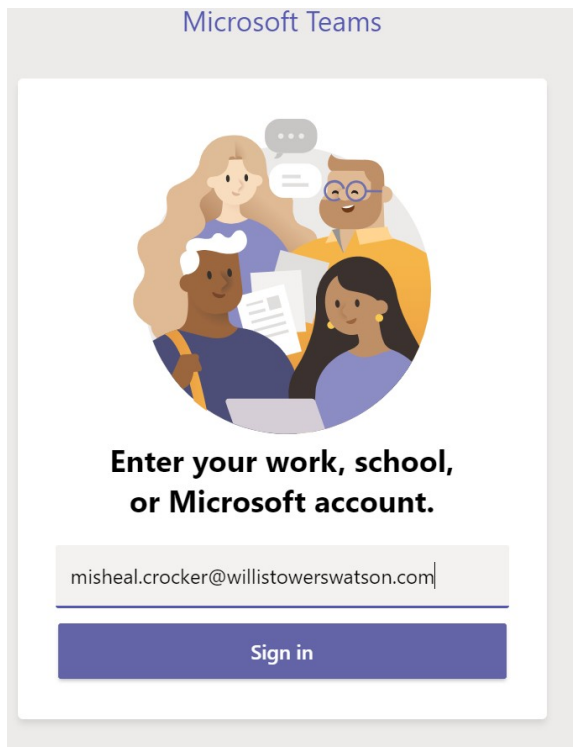 Microsoft Teams
Enter your work, school,
or Microsoft account.
misheal.crocker@willistowerswatson.com
Sign in